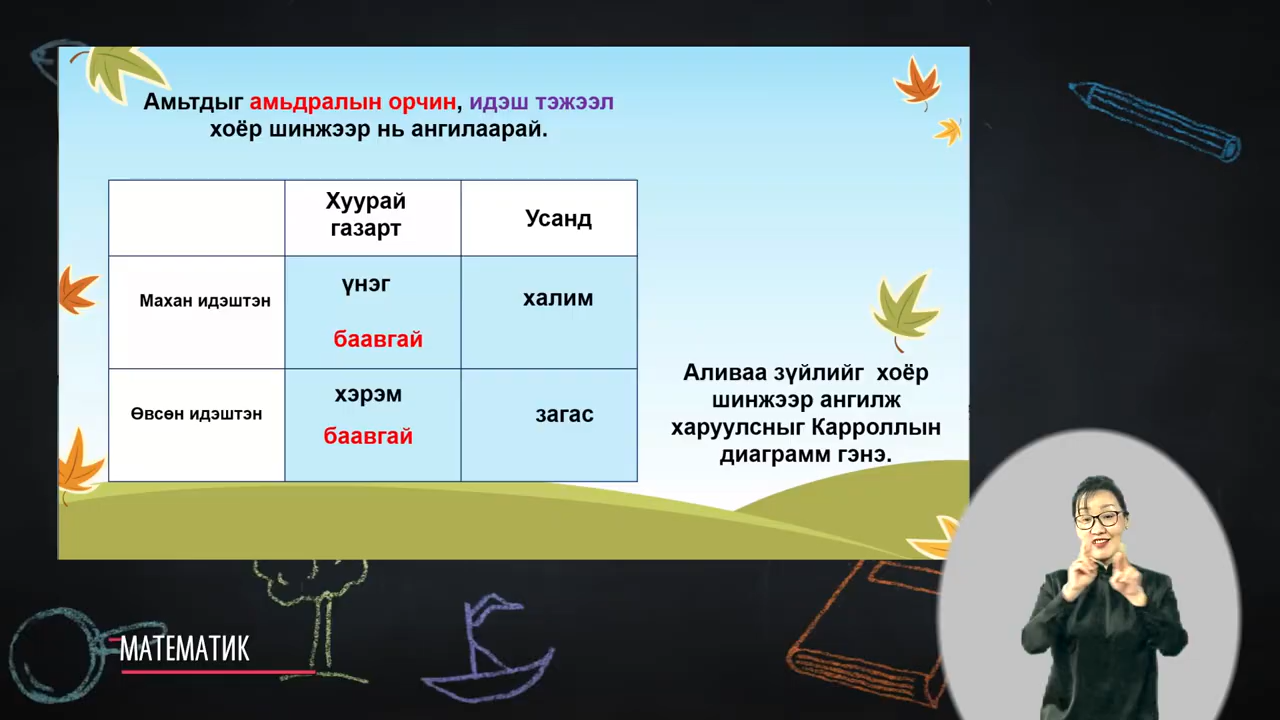 Амьтдыг амьдралын орчин, идэш тэжээл
хоёр шинжээр нь ангилаарай.
Хуурай
газарт
Усанд
Махан идэштэн
үнэг
баавгай
халим
Өвсөн идэштэн
хэрэм
баавгай
загас
Аливаа зүйлийг хоёр
шинжээр ангилж
харуулсныг Карроллын
диаграмм гэнэ.
МАТЕМАТИК